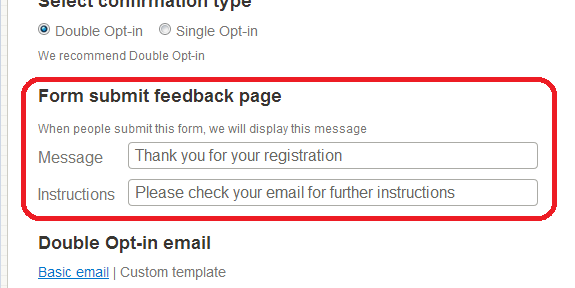 Select confirmation type
Double Opt-in Single Opt-in
We recommend Double Opt-in
Form submit feedback page
When people submit this form, we will display this message
Message Thank you for your registration
Instructions Please check your email for further instructions
Double Opt-in email
Basic email | Custom template